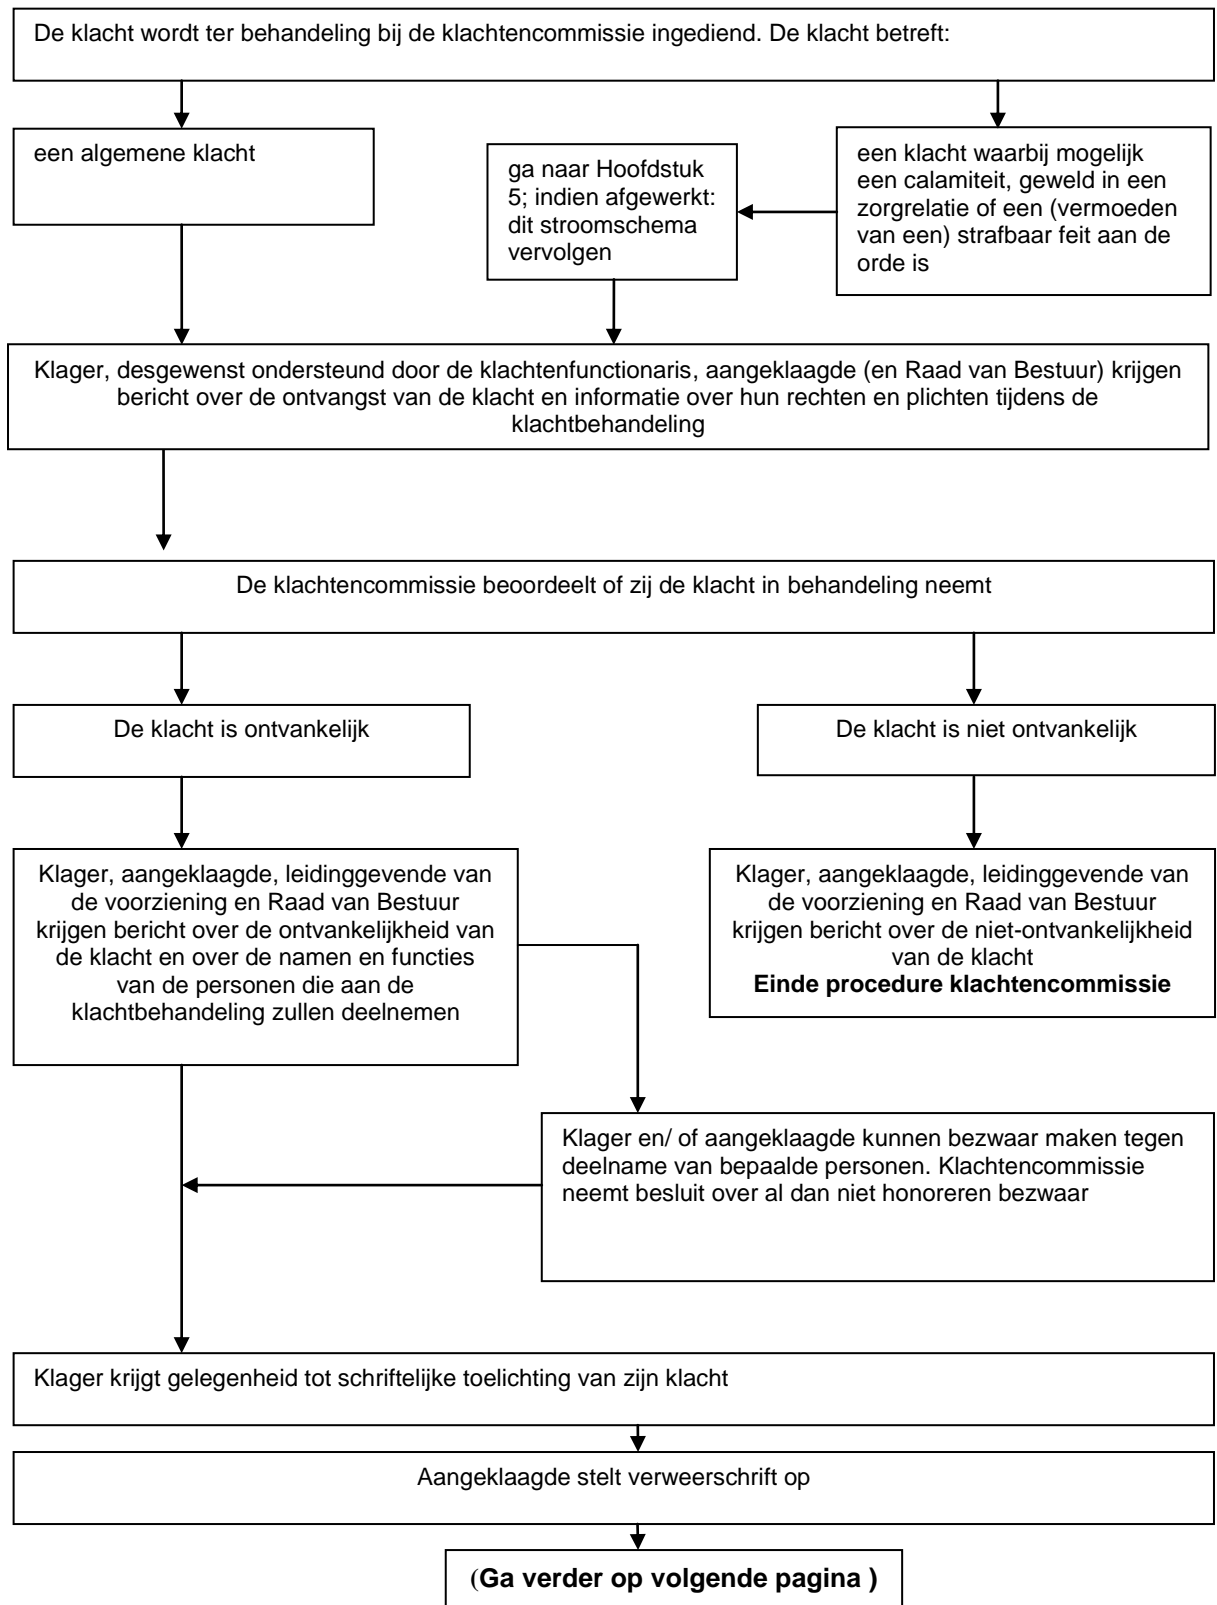 De klacht wordt ter behandeling bij de klachtencommissie ingediend. De klacht betreft:
een algemene klacht
ga naar Hoofdstuk
5; indien afgewerkt:
dit stroomschema
vervolgen
een klacht waarbij mogelijk
een calamiteit, geweld in een
zorgrelatie of een (vermoeden
van een) strafbaar feit aan de
orde is
Klager, desgewenst ondersteund door de klachtenfunctionaris, aangeklaagde (en Raad van Bestuur) krijgen
bericht over de ontvangst van de klacht en informatie over hun rechten en plichten tijdens de
klachtbehandeling
De klachtencommissie beoordeelt of zij de klacht in behandeling neemt
De klacht is ontvankelijk
De klacht is niet ontvankelijk
Klager, aangeklaagde, leidinggevende van
de voorziening en Raad van Bestuur
krijgen bericht over de ontvankelijkheid van
de klacht en over de namen en functies
van de personen die aan de
klachtbehandeling zullen deelnemen
Klager, aangeklaagde, leidinggevende van
de voorziening en Raad van Bestuur
krijgen bericht over de niet-ontvankelijkheid
van de klacht
Einde procedure klachtencommissie
Klager en/ of aangeklaagde kunnen bezwaar maken tegen
deelname van bepaalde personen. Klachtencommissie
neemt besluit over al dan niet honoreren bezwaar
Klager krijgt gelegenheid tot schriftelijke toelichting van zijn klacht
Aangeklaagde stelt verweerschrift op
(Ga verder op volgende pagina )